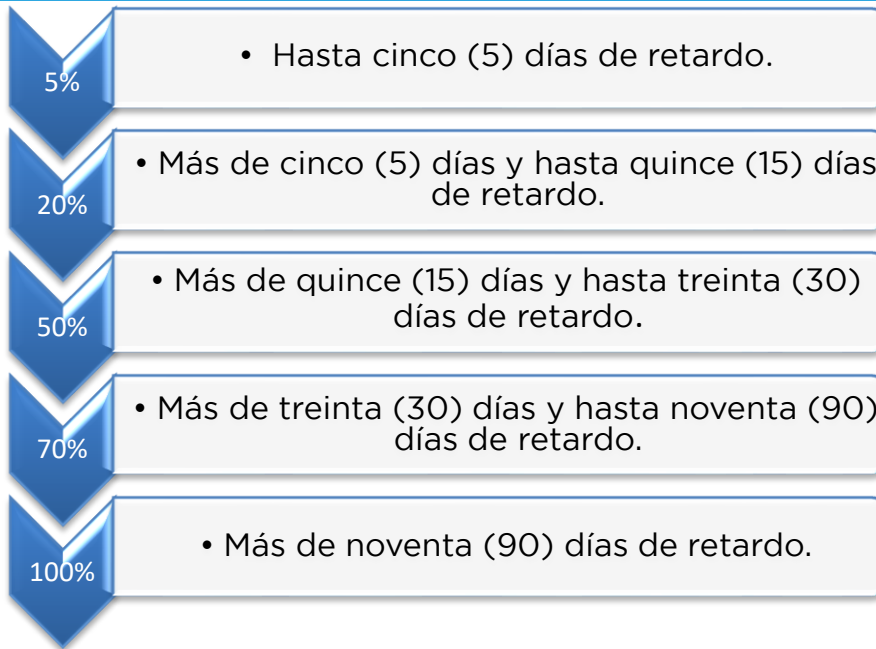 5%
• Hasta cinco (5) días de retardo.
20%
• Más de cinco (5) días y hasta quince (15) días
de retardo.
50%
• Más de quince (15) días y hasta treinta (30)
días de retardo.
70%
• Más de treinta (30) días y hasta noventa (90)
días de retardo.
100%
• Más de noventa (90) días de retardo.